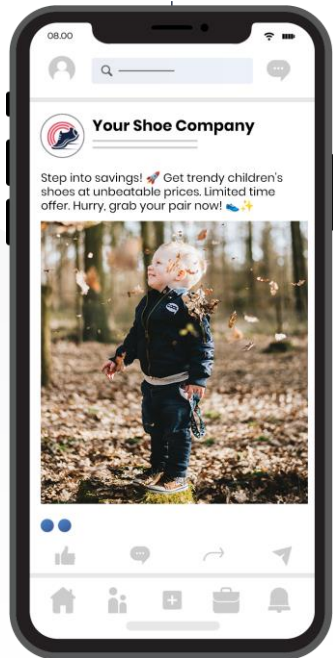 08.00
Your Shoe Company
Step into savings! 🚀 Get trendy children's
shoes at unbeatable prices. Limited time
offer. Hurry, grab your pair now! 👟✨